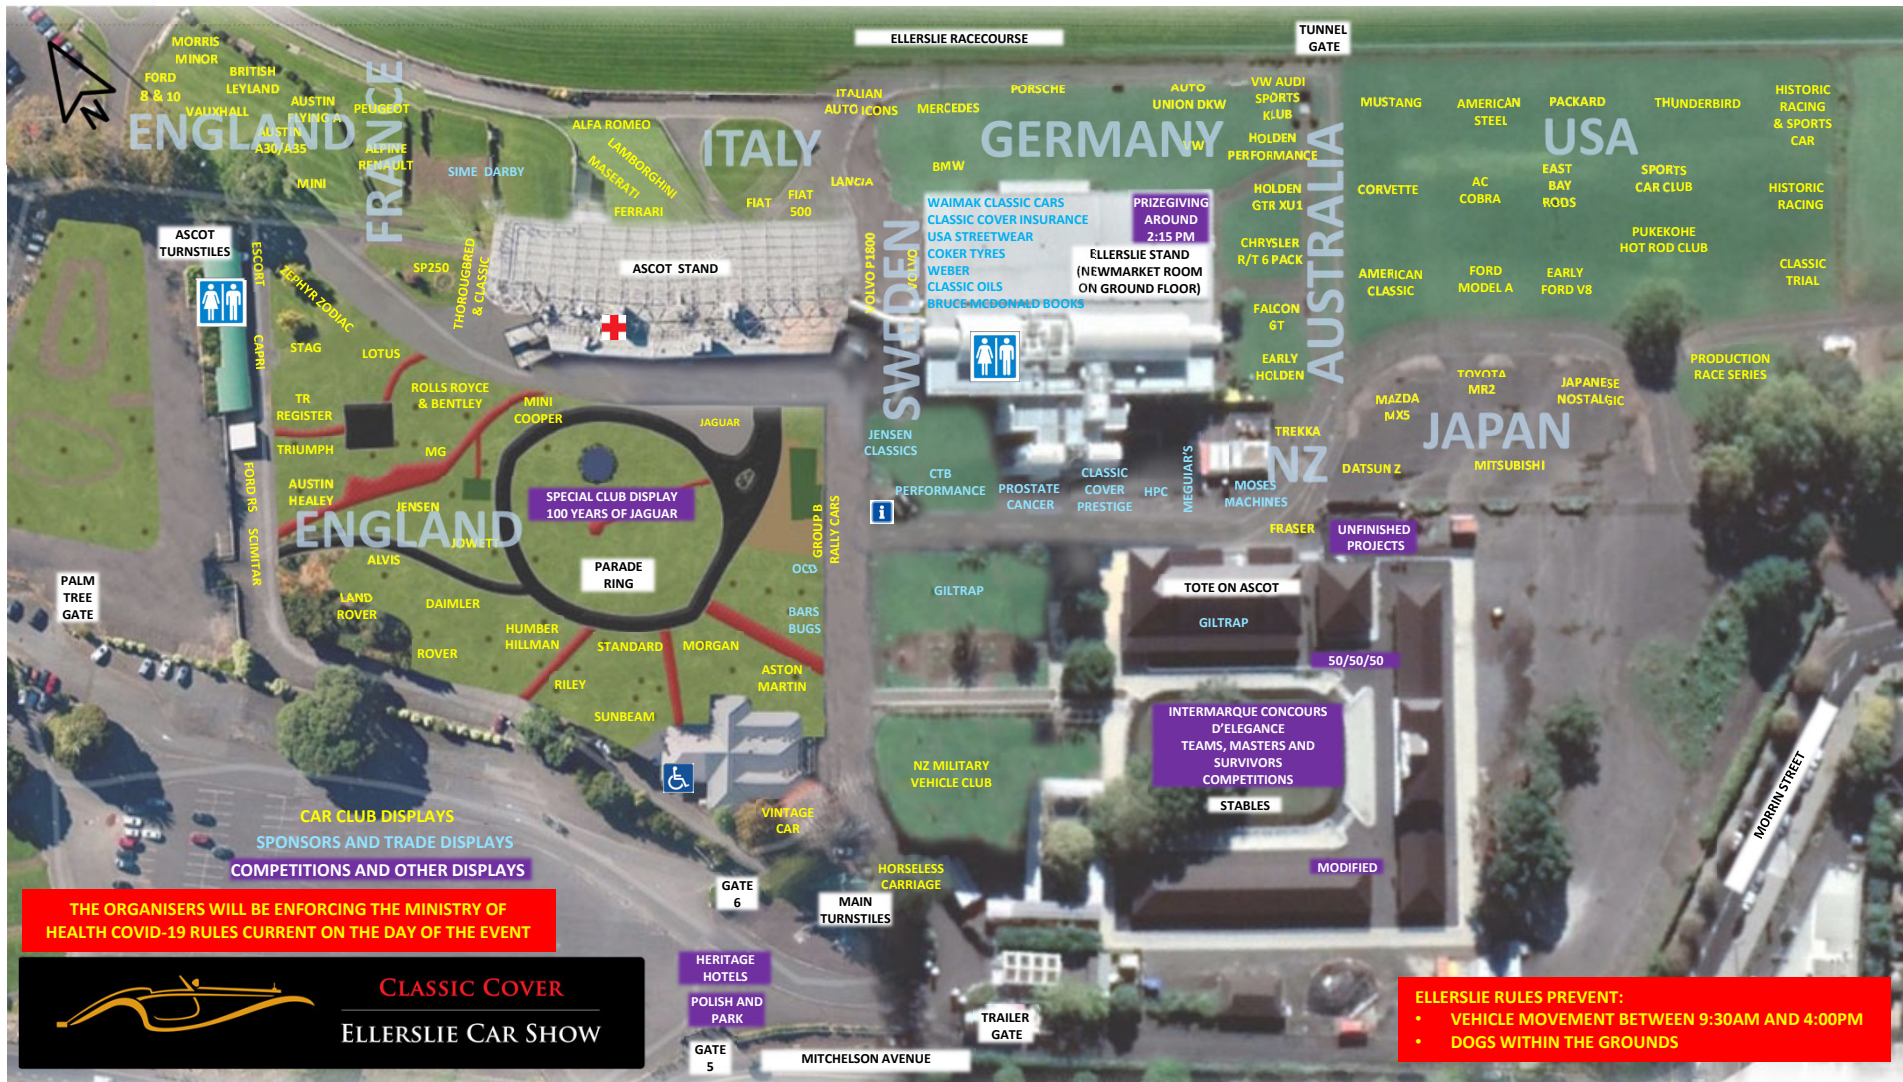 ELLERSLIE RACECOURSE
TUNNEL
GATE
N
MORRIS
MINOR
FORD
8 & 10
BRITISH
LEYLAND
VAUXHALL
AUSTIN
FLYING A
AUSTIN
A30/A35
MINI
ENGLAND
FRANCE
PEUGEOT
ALPINE
RENAULT
SIME DARBY
ALFA ROMEO
LAMBORGHINI
MASERATI
FERRARI
ITALY
ITALIAN
AUTO ICONS
LANCIA
FIAT
FIAT
500
MERCEDES
PORSCHE
AUTO
UNION DKW
GERMANY
VW
BMW
VW AUDI
SPORTS
KLUB
HOLDEN
PERFORMANCE
HOLDEN
GTR XU1
CHRYSLER
R/T 6 PACK
FALCON
GT
EARLY
HOLDEN
AUSTRALIA
MUSTANG
AMERICAN
STEEL
PACKARD
THUNDERBIRD
HISTORIC
RACING
& SPORTS
CAR
USA
CORVETTE
AC
COBRA
EAST
BAY
RODS
SPORTS
CAR CLUB
HISTORIC
RACING
PUKEKOHE
HOT ROD CLUB
AMERICAN
CLASSIC
FORD
MODEL A
EARLY
FORD V8
CLASSIC
TRIAL
PRODUCTION
RACE SERIES
ASCOT
TURNSTILES
ESCORT
ZEPHYR ZODIAC
SP250
THOROUGBRED
& CLASSIC
ASCOT STAND
SWEDEN
VOLVO P1800
VOLVO
WAIMAK CLASSIC CARS
CLASSIC COVER INSURANCE
USA STREETWEAR
COKER TYRES
WEBER
CLASSIC OILS
BRUCE MCDONALD BOOKS
PRIZEGIVING
AROUND
2:15 PM
ELLERSLIE STAND
(NEWMARKET ROOM
ON GROUND FLOOR)
CAPRI
STAG
LOTUS
TR
REGISTER
ROLLS ROYCE
& BENTLEY
MINI
COOPER
JAGUAR
TRIUMPH
MG
AUSTIN
HEALEY
JENSEN
ENGLAND
JOWETT
ALVIS
FORD RS
SCIMITAR
SPECIAL CLUB DISPLAY
100 YEARS OF JAGUAR
PARADE
RING
GROUP B
RALLY CARS
OCD
BARS
BUGS
LAND
ROVER
DAIMLER
HUMBER
HILLMAN
STANDARD
MORGAN
ROVER
RILEY
ASTON
MARTIN
SUNBEAM
PALM
TREE
GATE
JENSEN
CLASSICS
CTB
PERFORMANCE
i
PROSTATE
CANCER
CLASSIC
COVER
PRESTIGE
HPC
MEGUIAR'S
MOSES
MACHINES
TREKKA
NZ
FRASER
DATSUN Z
MAZDA
MX5
TOYOTA
MR2
JAPANESE
NOSTALGIC
JAPAN
MITSUBISHI
UNFINISHED
PROJECTS
GILTRAP
TOTE ON ASCOT
GILTRAP
50/50/50
INTERMARQUE CONCOURS
D'ELEGANCE
TEAMS, MASTERS AND
SURVIVORS
COMPETITIONS
STABLES
MODIFIED
NZ MILITARY
VEHICLE CLUB
VINTAGE
CAR
HORSELESS
CARRIAGE
MORRIN STREET
CAR CLUB DISPLAYS
SPONSORS AND TRADE DISPLAYS
COMPETITIONS AND OTHER DISPLAYS
THE ORGANISERS WILL BE ENFORCING THE MINISTRY OF
HEALTH COVID-19 RULES CURRENT ON THE DAY OF THE EVENT
CLASSIC COVER
ELLERSLIE CAR SHOW
GATE
6
MAIN
TURNSTILES
HERITAGE
HOTELS
POLISH AND
PARK
GATE
5
MITCHELSON AVENUE
TRAILER
GATE
ELLERSLIE RULES PREVENT:
• VEHICLE MOVEMENT BETWEEN 9:30AM AND 4:00PM
• DOGS WITHIN THE GROUNDS